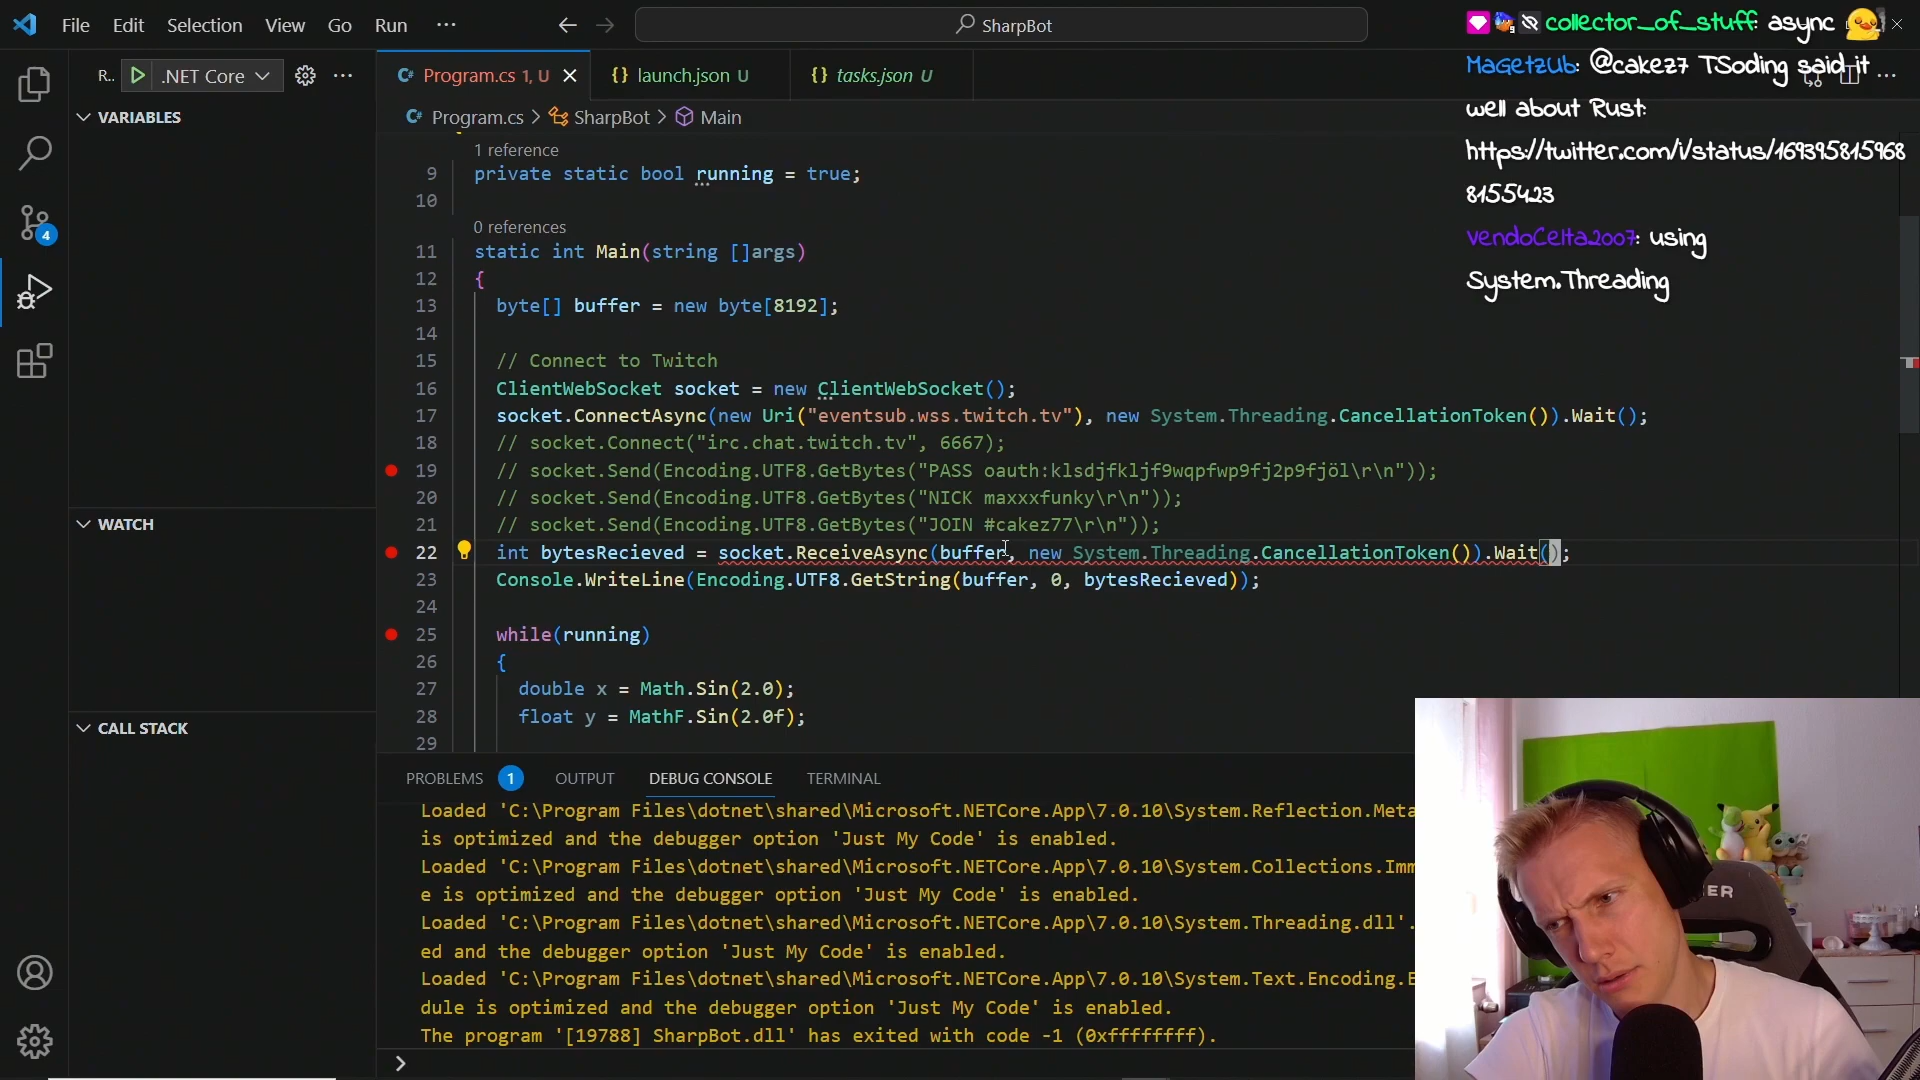 File Edit Selection View Go Run ··· SharpBot
R.. .NET Core ···
Program.cs 1, U launch.json U tasks.json U
Program.cs > SharpBot > Main
VARIABLES
WATCH
CALL STACK
4
1 reference
9 private static bool running = true;
10
0 references
11 static int Main(string []args)
12 {
13 byte[] buffer = new byte[8192];
14
15 // Connect to Twitch
16 ClientWebSocket socket = new ClientWebSocket();
17 socket.ConnectAsync(new Uri("eventsub.wss.twitch.tv"), new System.Threading.CancellationToken()).Wait();
18 // socket.Connect("irc.chat.twitch.tv", 6667);
19 // socket.Send(Encoding.UTF8.GetBytes("PASS oauth:klsdjfkljf9wqpfwp9fj2p9fjöl\r\n"));
20 // socket.Send(Encoding.UTF8.GetBytes("NICK maxxxfunky\r\n"));
21 // socket.Send(Encoding.UTF8.GetBytes("JOIN #cakez77\r\n"));
22 int bytesRecieved = socket.ReceiveAsync(buffer, new System.Threading.CancellationToken()).Wait();
23 Console.WriteLine(Encoding.UTF8.GetString(buffer, 0, bytesRecieved));
24
25 while(running)
26 {
27 double x = Math.Sin(2.0);
28 float y = MathF.Sin(2.0f);
29
PROBLEMS 1 OUTPUT DEBUG CONSOLE TERMINAL
Loaded 'C:\Program Files\dotnet\shared\Microsoft.NETCore.App\7.0.10\System.Reflection.Meta
is optimized and the debugger option 'Just My Code' is enabled.
Loaded 'C:\Program Files\dotnet\shared\Microsoft.NETCore.App\7.0.10\System.Collections.Imm
e is optimized and the debugger option 'Just My Code' is enabled.
Loaded 'C:\Program Files\dotnet\shared\Microsoft.NETCore.App\7.0.10\System.Threading.dll'.
ed and the debugger option 'Just My Code' is enabled.
Loaded 'C:\Program Files\dotnet\shared\Microsoft.NETCore.App\7.0.10\System.Text.Encoding.E
dule is optimized and the debugger option 'Just My Code' is enabled.
The program '[19788] SharpBot.dll' has exited with code -1 (0xffffffff).
>
collector_of_stuff: async
MaGetzUb: @cakez7 TSoding said it
well about Rust:
https://twitter.com/i/status/169395815968
8155423
VendoCelta2007: using
System.Threading